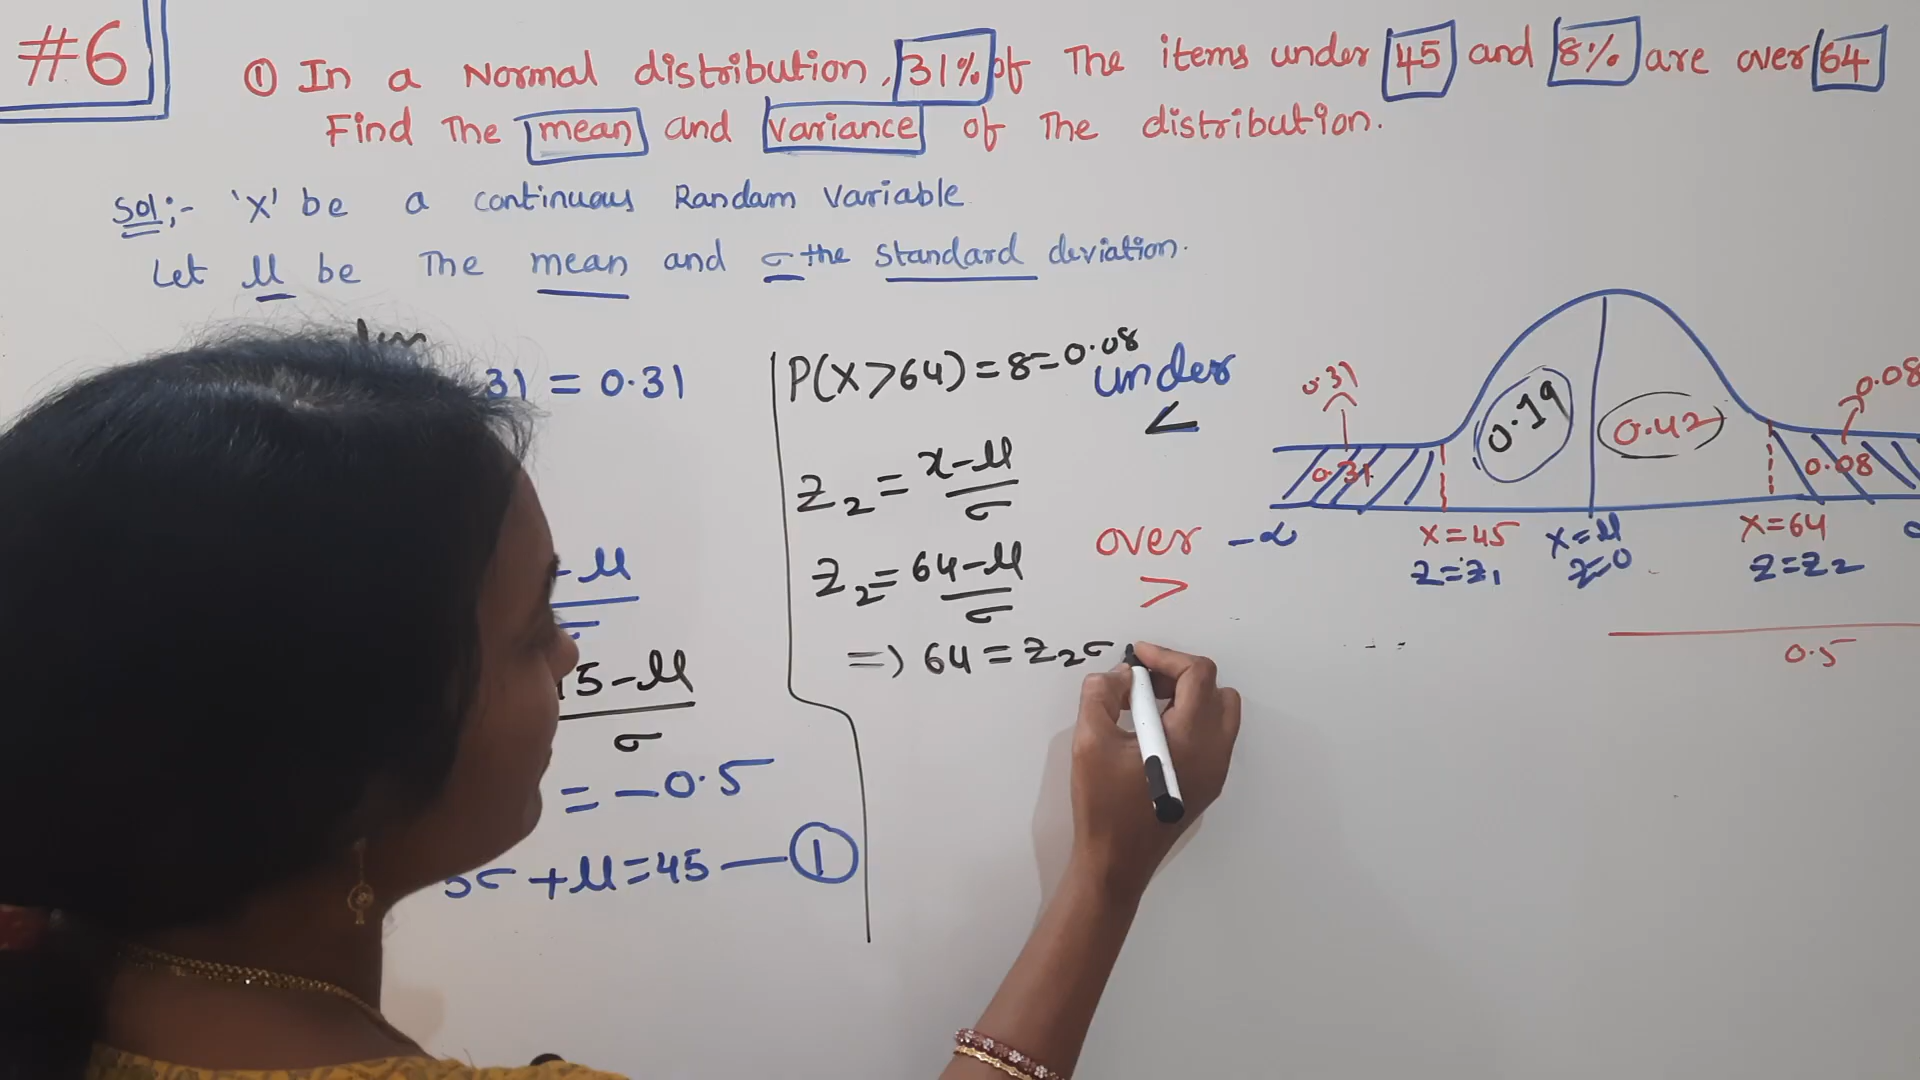 #6
① In a Normal distribution, 31% of The items under 45 and 8% are over 64
Find The mean and variance of The distribution.
Sol:- 'X' be a continuous Randam Variable
Let μ be The mean and σ the standard deviation.
31 = 0.31
-μ
5-μ
σ
= -0.5
σ + μ = 45 — ①
P(X>64) = 8 = 0.08
under
<
z₂ = x-μ
σ
z₂ = 64-μ
σ
over
>
=) 64 = z₂σ
0.31
0.08
0.31
0.19
0.42
0.08
-∝
X=45
X=μ
X=64
z=z₁
z=0
z=z₂
0.5